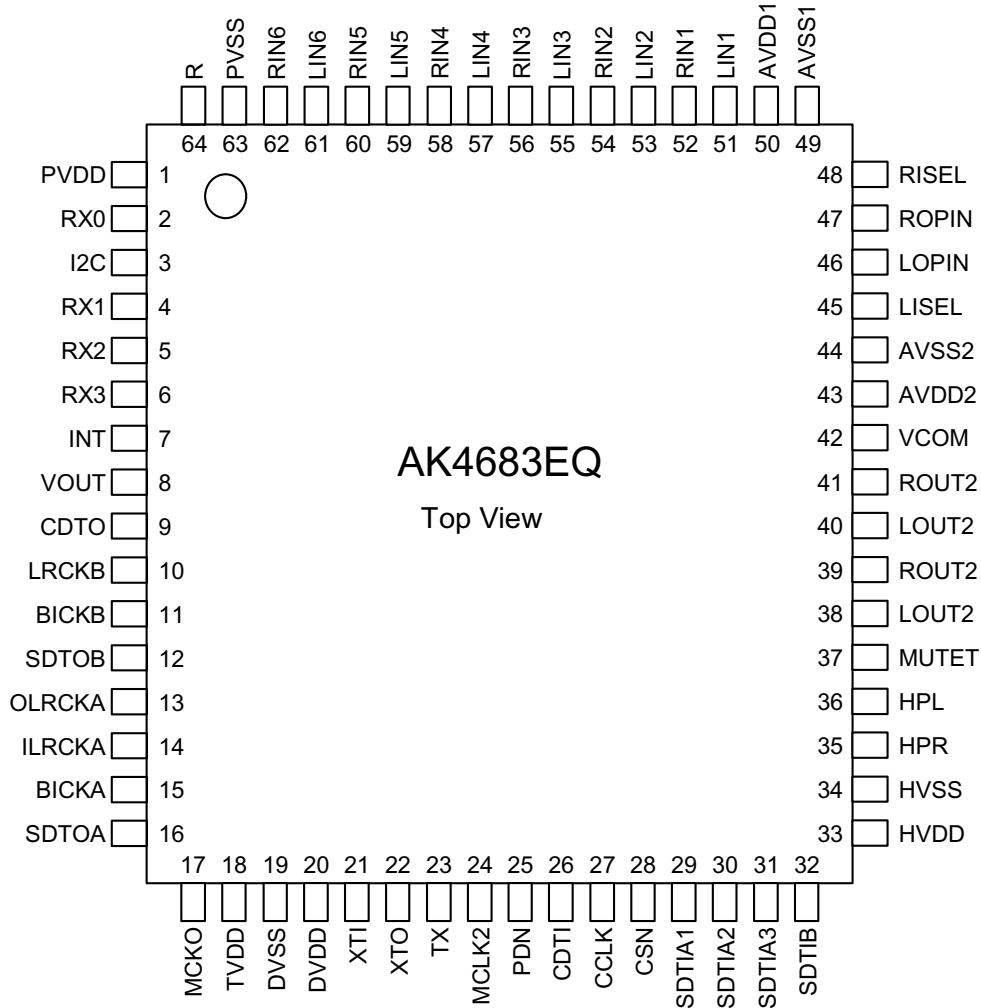 R PVSS RIN6 LIN6 RIN5 LIN5 RIN4 LIN4 RIN3 LIN3 RIN2 LIN2 RIN1 LIN1 AVDD1 AVSS1
64 63 62 61 60 59 58 57 56 55 54 53 52 51 50 49
PVDD 1 48 RISEL
RX0 2 47 ROPIN
I2C 3 46 LOPIN
RX1 4 45 LISEL
RX2 5 44 AVSS2
RX3 6 43 AVDD2
INT 7 42 VCOM
AK4683EQ
VOUT 8 41 ROUT2
Top View
CDTO 9 40 LOUT2
LRCKB 10 39 ROUT2
BICKB 11 38 LOUT2
SDTOB 12 37 MUTET
OLRCKA 13 36 HPL
ILRCKA 14 35 HPR
BICKA 15 34 HVSS
SDTOA 16 33 HVDD
17 18 19 20 21 22 23 24 25 26 27 28 29 30 31 32
MCKO TVDD DVSS DVDD XTI XTO TX MCLK2 PDN CDTI CCLK CSN SDTIA1 SDTIA2 SDTIA3 SDTIB